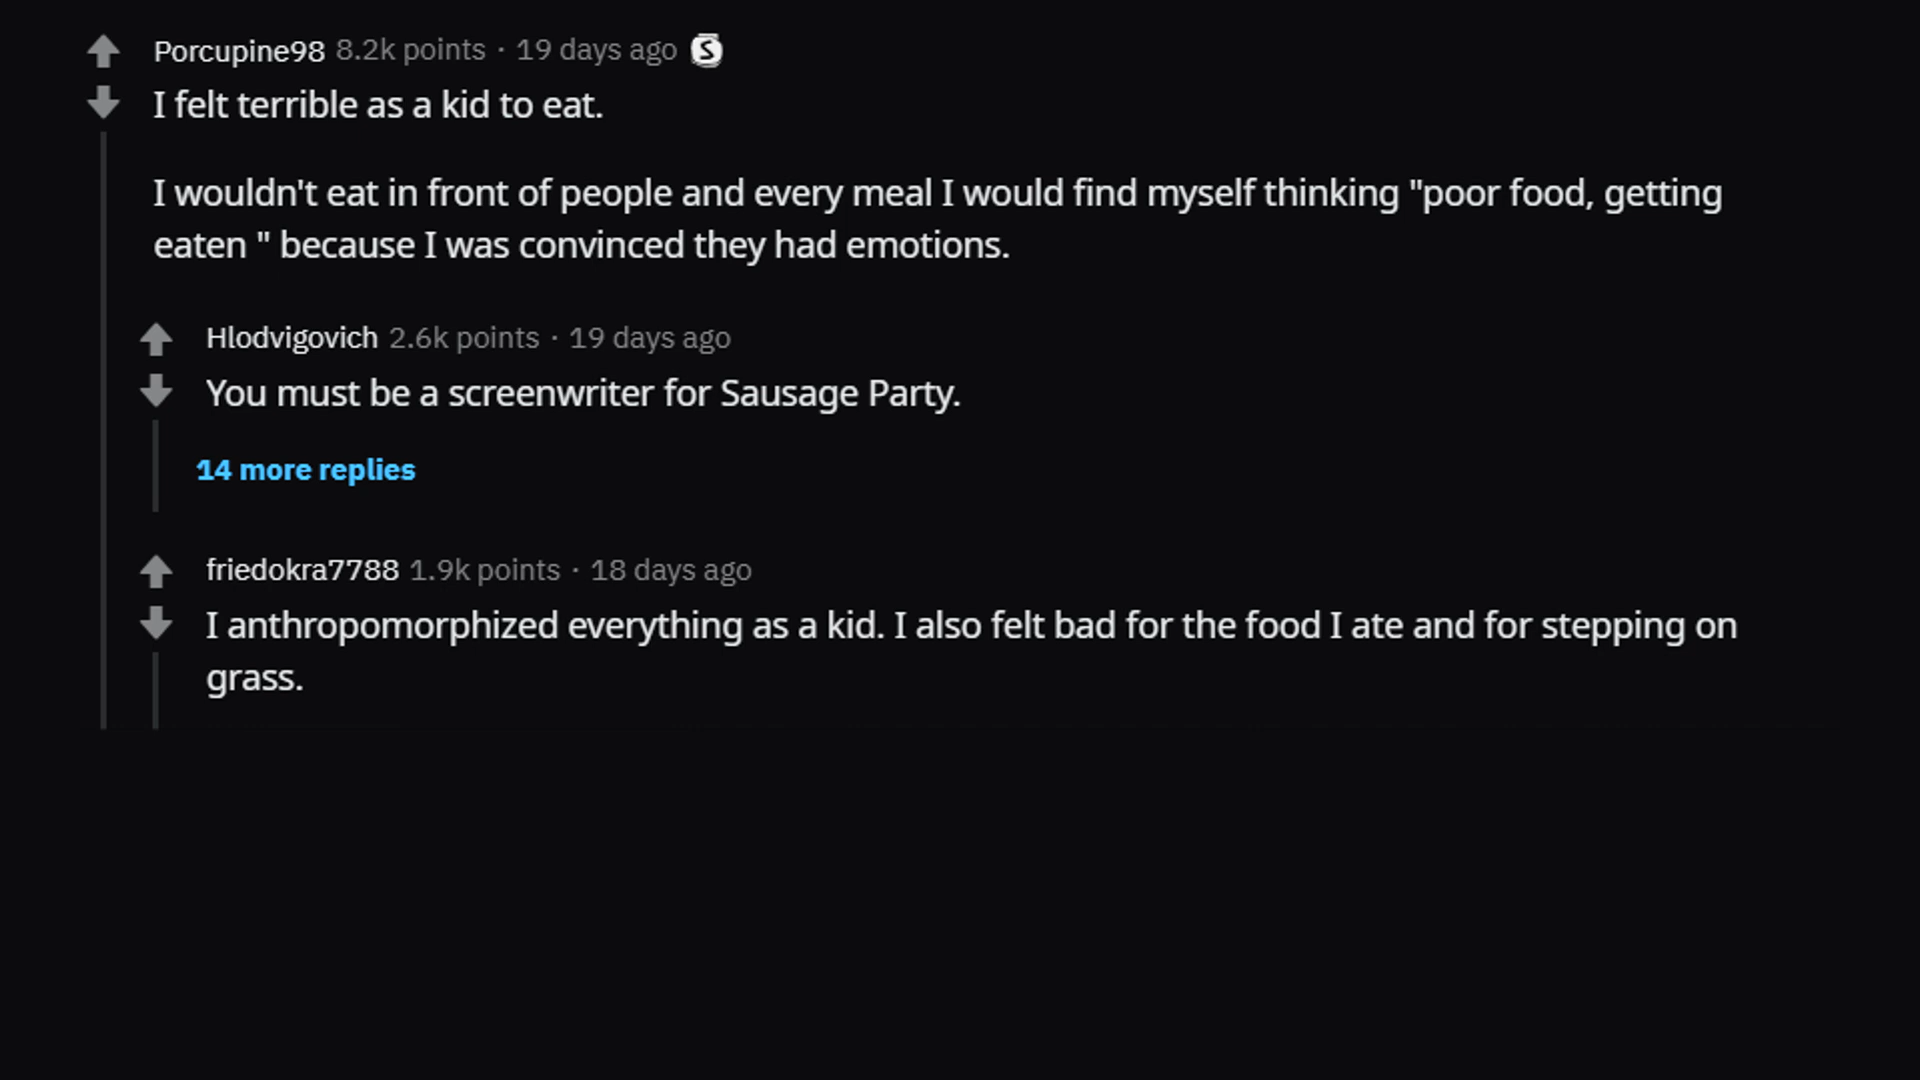 Porcupine98 8.2k points · 19 days ago S
I felt terrible as a kid to eat.
I wouldn't eat in front of people and every meal I would find myself thinking "poor food, getting
eaten " because I was convinced they had emotions.
Hlodvigovich 2.6k points · 19 days ago
You must be a screenwriter for Sausage Party.
14 more replies
friedokra7788 1.9k points · 18 days ago
I anthropomorphized everything as a kid. I also felt bad for the food I ate and for stepping on
grass.